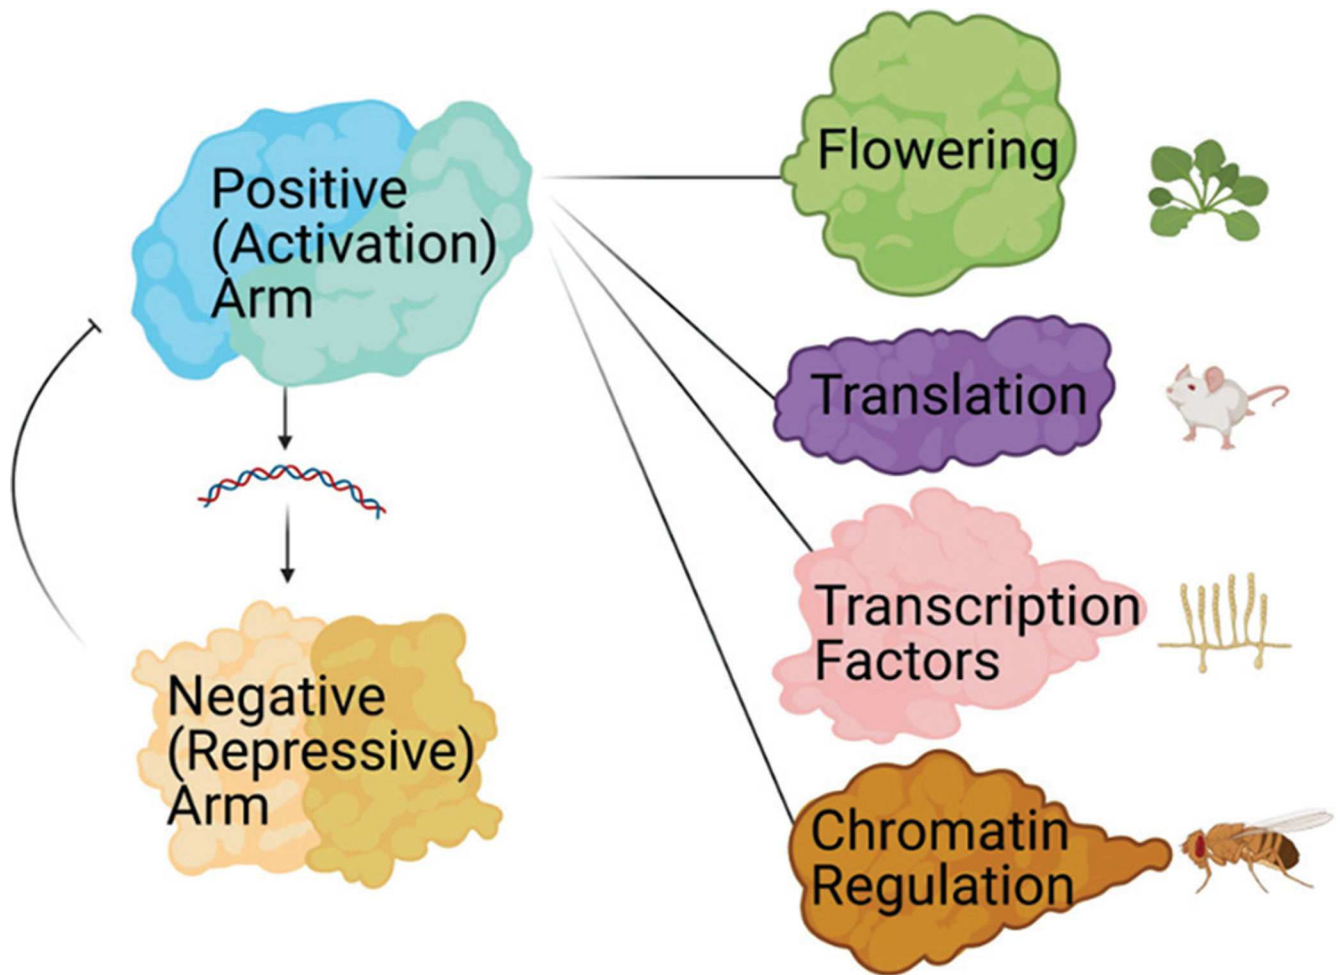 Positive
(Activation)
Arm
Negative
(Repressive)
Arm
Flowering
Translation
Transcription
Factors
Chromatin
Regulation